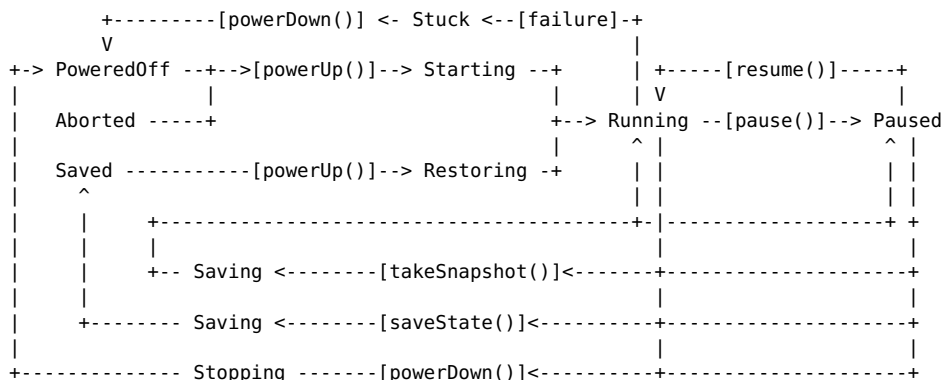 +---------[powerDown()] <- Stuck <--[failure]-+
V |
+-> PoweredOff --+-->[powerUp()]--> Starting --+ | +-----[resume()]-----+
| | | | V |
| Aborted -----+ +--> Running --[pause()]--> Paused
| | ^ | ^ |
| Saved -----------[powerUp()]--> Restoring -+ | | | |
| ^ | | | |
| | +-----------------------------------------+-|-------------------+ +
| | | | |
| | +-- Saving <--------[takeSnapshot()]<-------+---------------------+
| | | |
| +-------- Saving <--------[saveState()]<----------+---------------------+
| | |
+-------------- Stopping -------[powerDown()]<----------+---------------------+